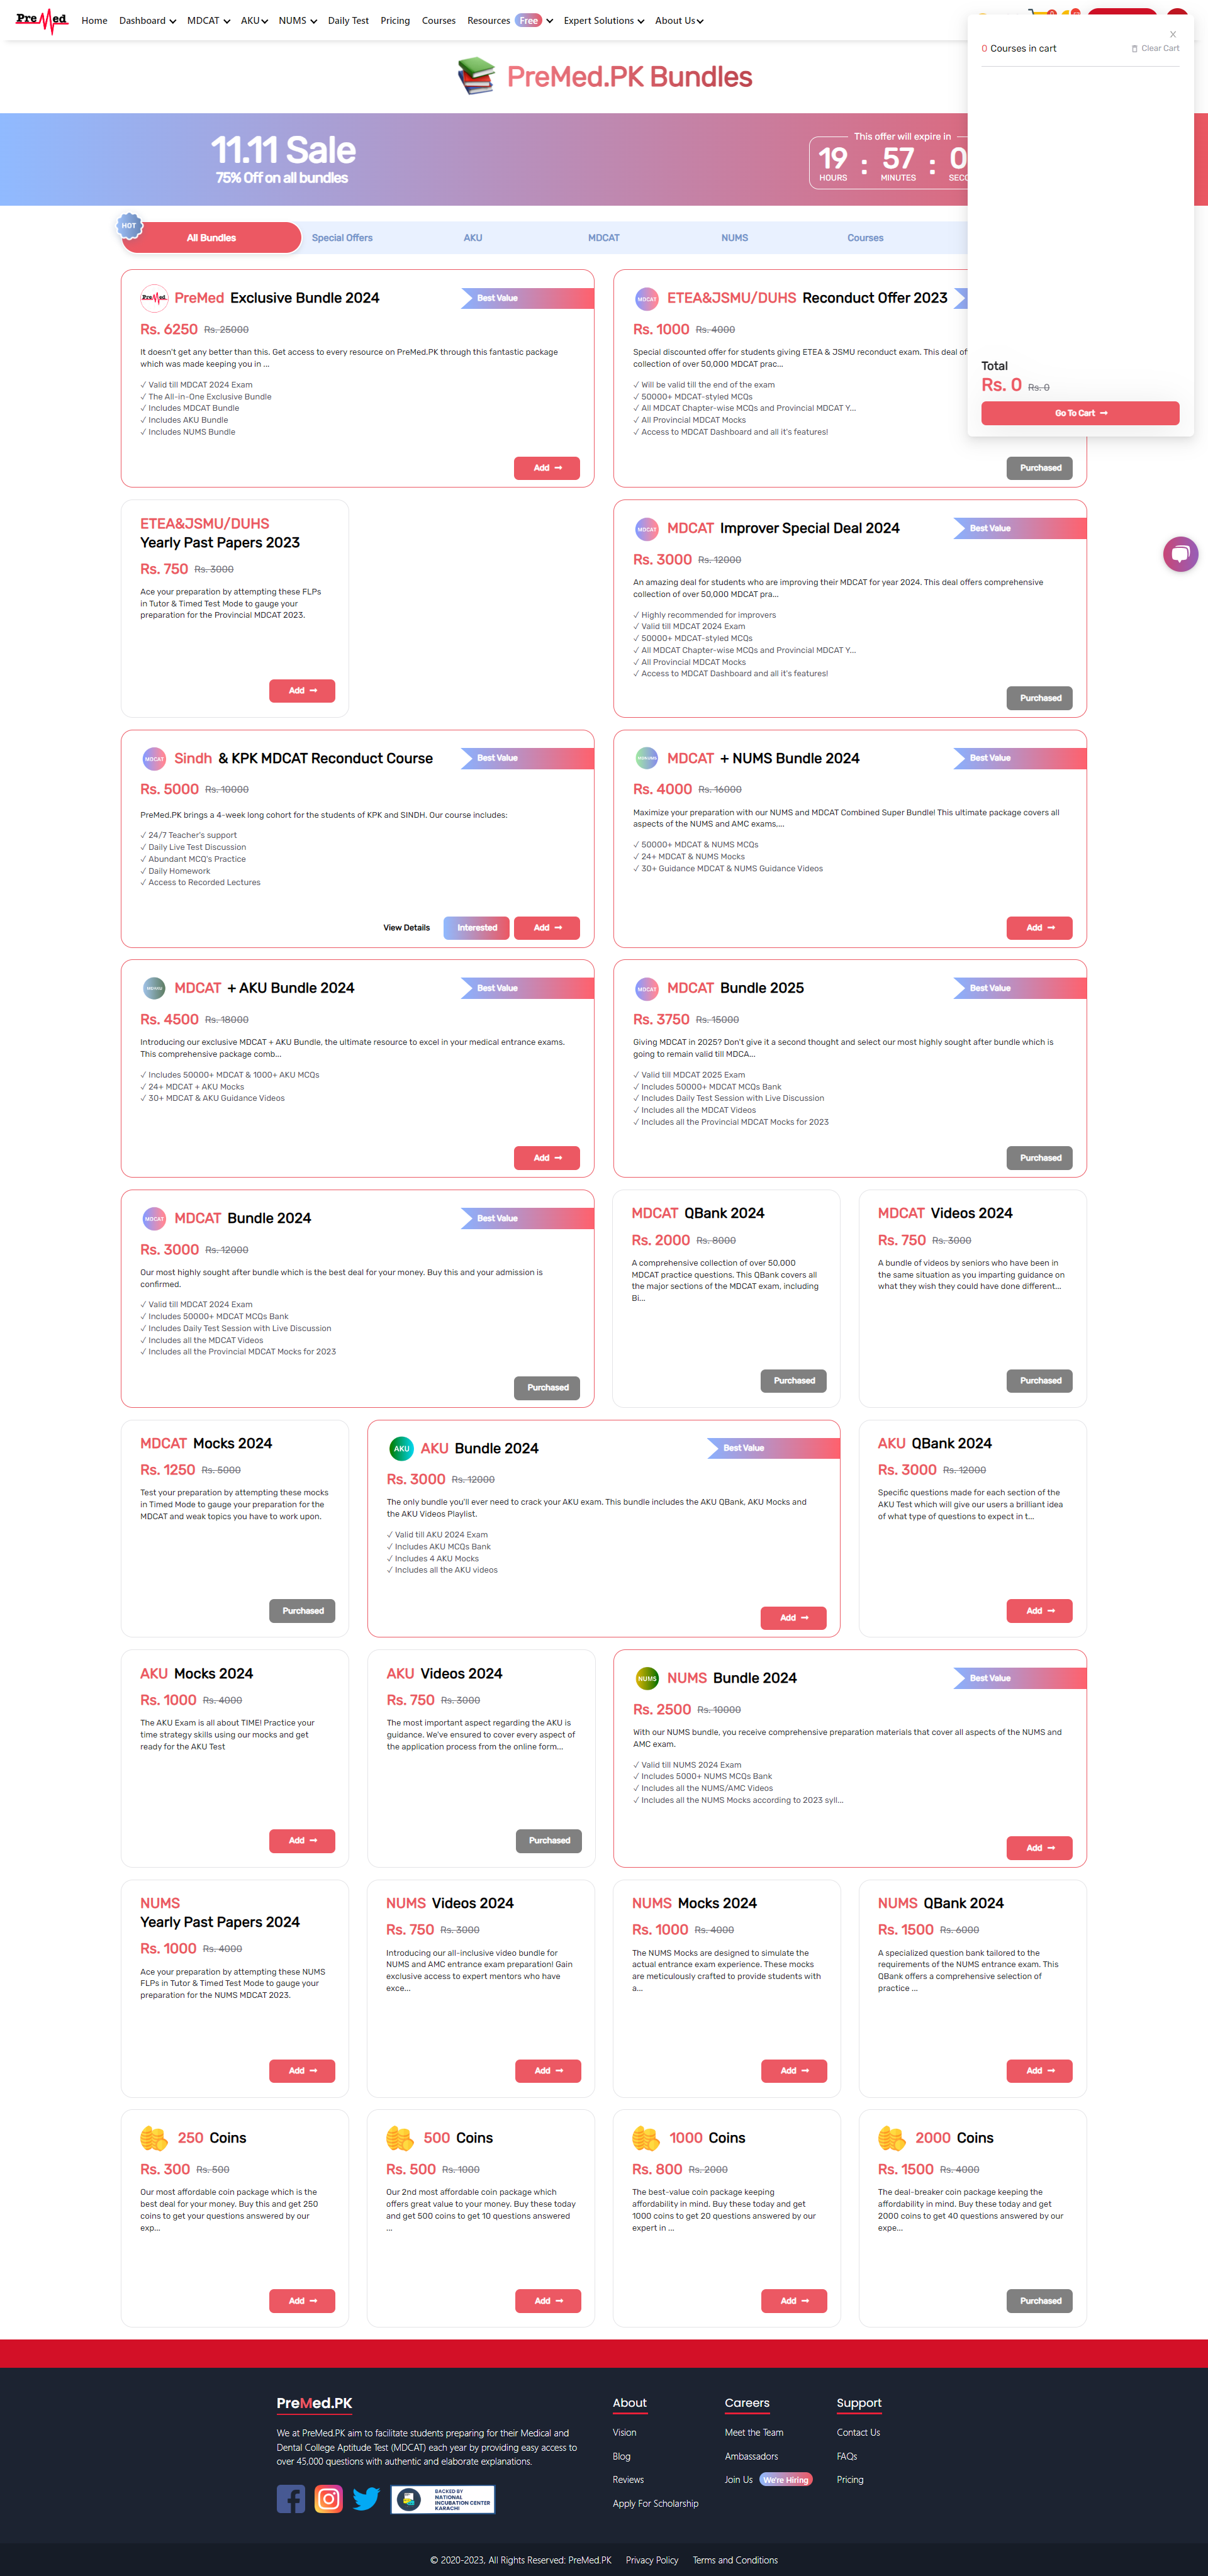 PreMed
Home Dashboard MDCAT AKU NUMS Daily Test Pricing Courses Resources Free Expert Solutions About Us
X
0 Courses in cart
Clear Cart
Total
Rs. 0 Rs. 0
Go To Cart →
PreMed.PK Bundles
11.11 Sale
75% Off on all bundles
This offer will expire in
19 : 57 : 0
HOURS MINUTES SECO
HOT
All Bundles Special Offers AKU MDCAT NUMS Courses
PreMed Exclusive Bundle 2024
Best Value
Rs. 6250 Rs. 25000
It doesn't get any better than this. Get access to every resource on PreMed.PK through this fantastic package
which was made keeping you in ...
✓ Valid till MDCAT 2024 Exam
✓ The All-in-One Exclusive Bundle
✓ Includes MDCAT Bundle
✓ Includes AKU Bundle
✓ Includes NUMS Bundle
Add →
MDCAT
ETEA&JSMU/DUHS Reconduct Offer 2023
Rs. 1000 Rs. 4000
Special discounted offer for students giving ETEA & JSMU reconduct exam. This deal of
collection of over 50,000 MDCAT prac...
✓ Will be valid till the end of the exam
✓ 50000+ MDCAT-styled MCQs
✓ All MDCAT Chapter-wise MCQs and Provincial MDCAT Y...
✓ All Provincial MDCAT Mocks
✓ Access to MDCAT Dashboard and all it's features!
Purchased
ETEA&JSMU/DUHS
Yearly Past Papers 2023
Rs. 750 Rs. 3000
Ace your preparation by attempting these FLPs
in Tutor & Timed Test Mode to gauge your
preparation for the Provincial MDCAT 2023.
Add →
MDCAT
MDCAT Improver Special Deal 2024
Best Value
Rs. 3000 Rs. 12000
An amazing deal for students who are improving their MDCAT for year 2024. This deal offers comprehensive
collection of over 50,000 MDCAT pra...
✓ Highly recommended for improvers
✓ Valid till MDCAT 2024 Exam
✓ 50000+ MDCAT-styled MCQs
✓ All MDCAT Chapter-wise MCQs and Provincial MDCAT Y...
✓ All Provincial MDCAT Mocks
✓ Access to MDCAT Dashboard and all it's features!
Purchased
MDCAT
Sindh & KPK MDCAT Reconduct Course
Best Value
Rs. 5000 Rs. 10000
PreMed.PK brings a 4-week long cohort for the students of KPK and SINDH. Our course includes:
✓ 24/7 Teacher's support
✓ Daily Live Test Discussion
✓ Abundant MCQ's Practice
✓ Daily Homework
✓ Access to Recorded Lectures
View Details Interested Add →
MDCAT + NUMS Bundle 2024
Best Value
Rs. 4000 Rs. 16000
Maximize your preparation with our NUMS and MDCAT Combined Super Bundle! This ultimate package covers all
aspects of the NUMS and AMC exams,...
✓ 50000+ MDCAT & NUMS MCQs
✓ 24+ MDCAT & NUMS Mocks
✓ 30+ Guidance MDCAT & NUMS Guidance Videos
Add →
MDCAT + AKU Bundle 2024
Best Value
Rs. 4500 Rs. 18000
Introducing our exclusive MDCAT + AKU Bundle, the ultimate resource to excel in your medical entrance exams.
This comprehensive package comb...
✓ Includes 50000+ MDCAT & 1000+ AKU MCQs
✓ 24+ MDCAT + AKU Mocks
✓ 30+ MDCAT & AKU Guidance Videos
Add →
MDCAT
MDCAT Bundle 2025
Best Value
Rs. 3750 Rs. 15000
Giving MDCAT in 2025? Don't give it a second thought and select our most highly sought after bundle which is
going to remain valid till MDCA...
✓ Valid till MDCAT 2025 Exam
✓ Includes 50000+ MDCAT MCQs Bank
✓ Includes Daily Test Session with Live Discussion
✓ Includes all the MDCAT Videos
✓ Includes all the Provincial MDCAT Mocks for 2023
Purchased
MDCAT
MDCAT Bundle 2024
Best Value
Rs. 3000 Rs. 12000
Our most highly sought after bundle which is the best deal for your money. Buy this and your admission is
confirmed.
✓ Valid till MDCAT 2024 Exam
✓ Includes 50000+ MDCAT MCQs Bank
✓ Includes Daily Test Session with Live Discussion
✓ Includes all the MDCAT Videos
✓ Includes all the Provincial MDCAT Mocks for 2023
Purchased
MDCAT QBank 2024
Rs. 2000 Rs. 8000
A comprehensive collection of over 50,000
MDCAT practice questions. This QBank covers all
the major sections of the MDCAT exam, including
Bi...
Purchased
MDCAT Videos 2024
Rs. 750 Rs. 3000
A bundle of videos by seniors who have been in
the same situation as you imparting guidance on
what they wish they could have done different...
Purchased
MDCAT Mocks 2024
Rs. 1250 Rs. 5000
Test your preparation by attempting these mocks
in Timed Mode to gauge your preparation for the
MDCAT and weak topics you have to work upon.
Purchased
AKU
AKU Bundle 2024
Best Value
Rs. 3000 Rs. 12000
The only bundle you'll ever need to crack your AKU exam. This bundle includes the AKU QBank, AKU Mocks and
the AKU Videos Playlist.
✓ Valid till AKU 2024 Exam
✓ Includes AKU MCQs Bank
✓ Includes 4 AKU Mocks
✓ Includes all the AKU videos
Add →
AKU QBank 2024
Rs. 3000 Rs. 12000
Specific questions made for each section of the
AKU Test which will give our users a brilliant idea
of what type of questions to expect in t...
Add →
AKU Mocks 2024
Rs. 1000 Rs. 4000
The AKU Exam is all about TIME! Practice your
time strategy skills using our mocks and get
ready for the AKU Test
Add →
AKU Videos 2024
Rs. 750 Rs. 3000
The most important aspect regarding the AKU is
guidance. We've ensured to cover every aspect of
the application process from the online form...
Purchased
NUMS
NUMS Bundle 2024
Best Value
Rs. 2500 Rs. 10000
With our NUMS bundle, you receive comprehensive preparation materials that cover all aspects of the NUMS and
AMC exam.
✓ Valid till NUMS 2024 Exam
✓ Includes 5000+ NUMS MCQs Bank
✓ Includes all the NUMS/AMC Videos
✓ Includes all the NUMS Mocks according to 2023 syll...
Add →
NUMS
Yearly Past Papers 2024
Rs. 1000 Rs. 4000
Ace your preparation by attempting these NUMS
FLPs in Tutor & Timed Test Mode to gauge your
preparation for the NUMS MDCAT 2023.
Add →
NUMS Videos 2024
Rs. 750 Rs. 3000
Introducing our all-inclusive video bundle for
NUMS and AMC entrance exam preparation! Gain
exclusive access to expert mentors who have
exce...
Add →
NUMS Mocks 2024
Rs. 1000 Rs. 4000
The NUMS Mocks are designed to simulate the
actual entrance exam experience. These mocks
are meticulously crafted to provide students with
a...
Add →
NUMS QBank 2024
Rs. 1500 Rs. 6000
A specialized question bank tailored to the
requirements of the NUMS entrance exam. This
QBank offers a comprehensive selection of
practice ...
Add →
250 Coins
Rs. 300 Rs. 500
Our most affordable coin package which is the
best deal for your money. Buy this and get 250
coins to get your questions answered by our
exp...
Add →
500 Coins
Rs. 500 Rs. 1000
Our 2nd most affordable coin package which
offers great value to your money. Buy these today
and get 500 coins to get 10 questions answered
...
Add →
1000 Coins
Rs. 800 Rs. 2000
The best-value coin package keeping
affordability in mind. Buy these today and get
1000 coins to get 20 questions answered by our
expert in ...
Add →
2000 Coins
Rs. 1500 Rs. 4000
The deal-breaker coin package keeping the
affordability in mind. Buy these today and get
2000 coins to get 40 questions answered by our
expe...
Purchased
PreMed.PK
We at PreMed.PK aim to facilitate students preparing for their Medical and
Dental College Aptitude Test (MDCAT) each year by providing easy access to
over 45,000 questions with authentic and elaborate explanations.
BACKED BY
NATIONAL
INCUBATION CENTER
KARACHI
About
Vision
Blog
Reviews
Apply For Scholarship
Careers
Meet the Team
Ambassadors
Join Us We're Hiring
Support
Contact Us
FAQs
Pricing
© 2020-2023, All Rights Reserved: PreMed.PK Privacy Policy Terms and Conditions